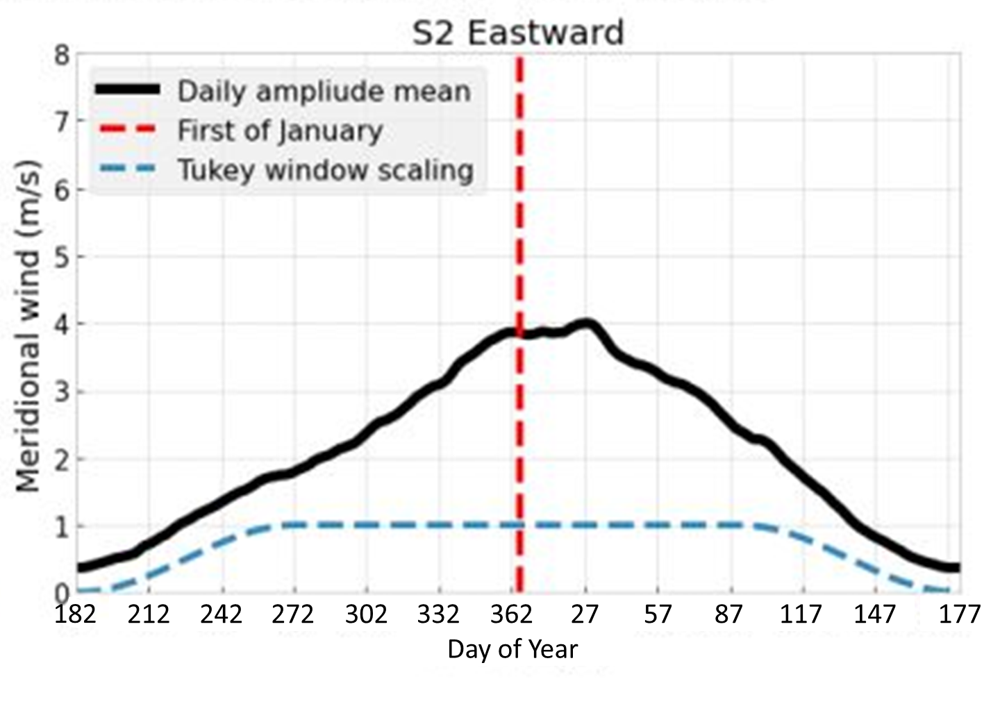 S2 Eastward
8
Daily ampliude mean
7
First of January
Tukey window scaling
6
5
4
3
2
1
0
Meridional wind (m/s)
182 212 242 272 302 332 362 27 57 87 117 147 177
Day of Year